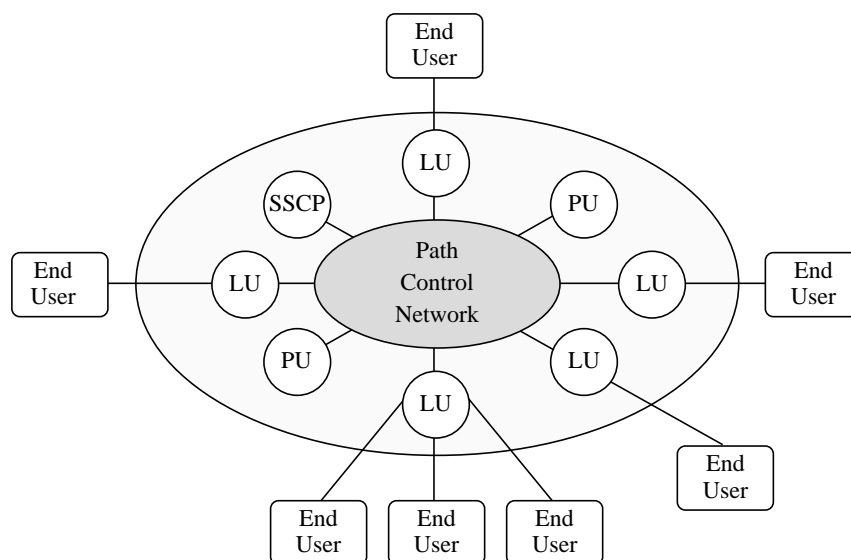 End
User
LU
SSCP
PU
Path
Control
Network
End
User
LU
LU
End
User
PU
LU
LU
End
User
End
User
End
User
End
User